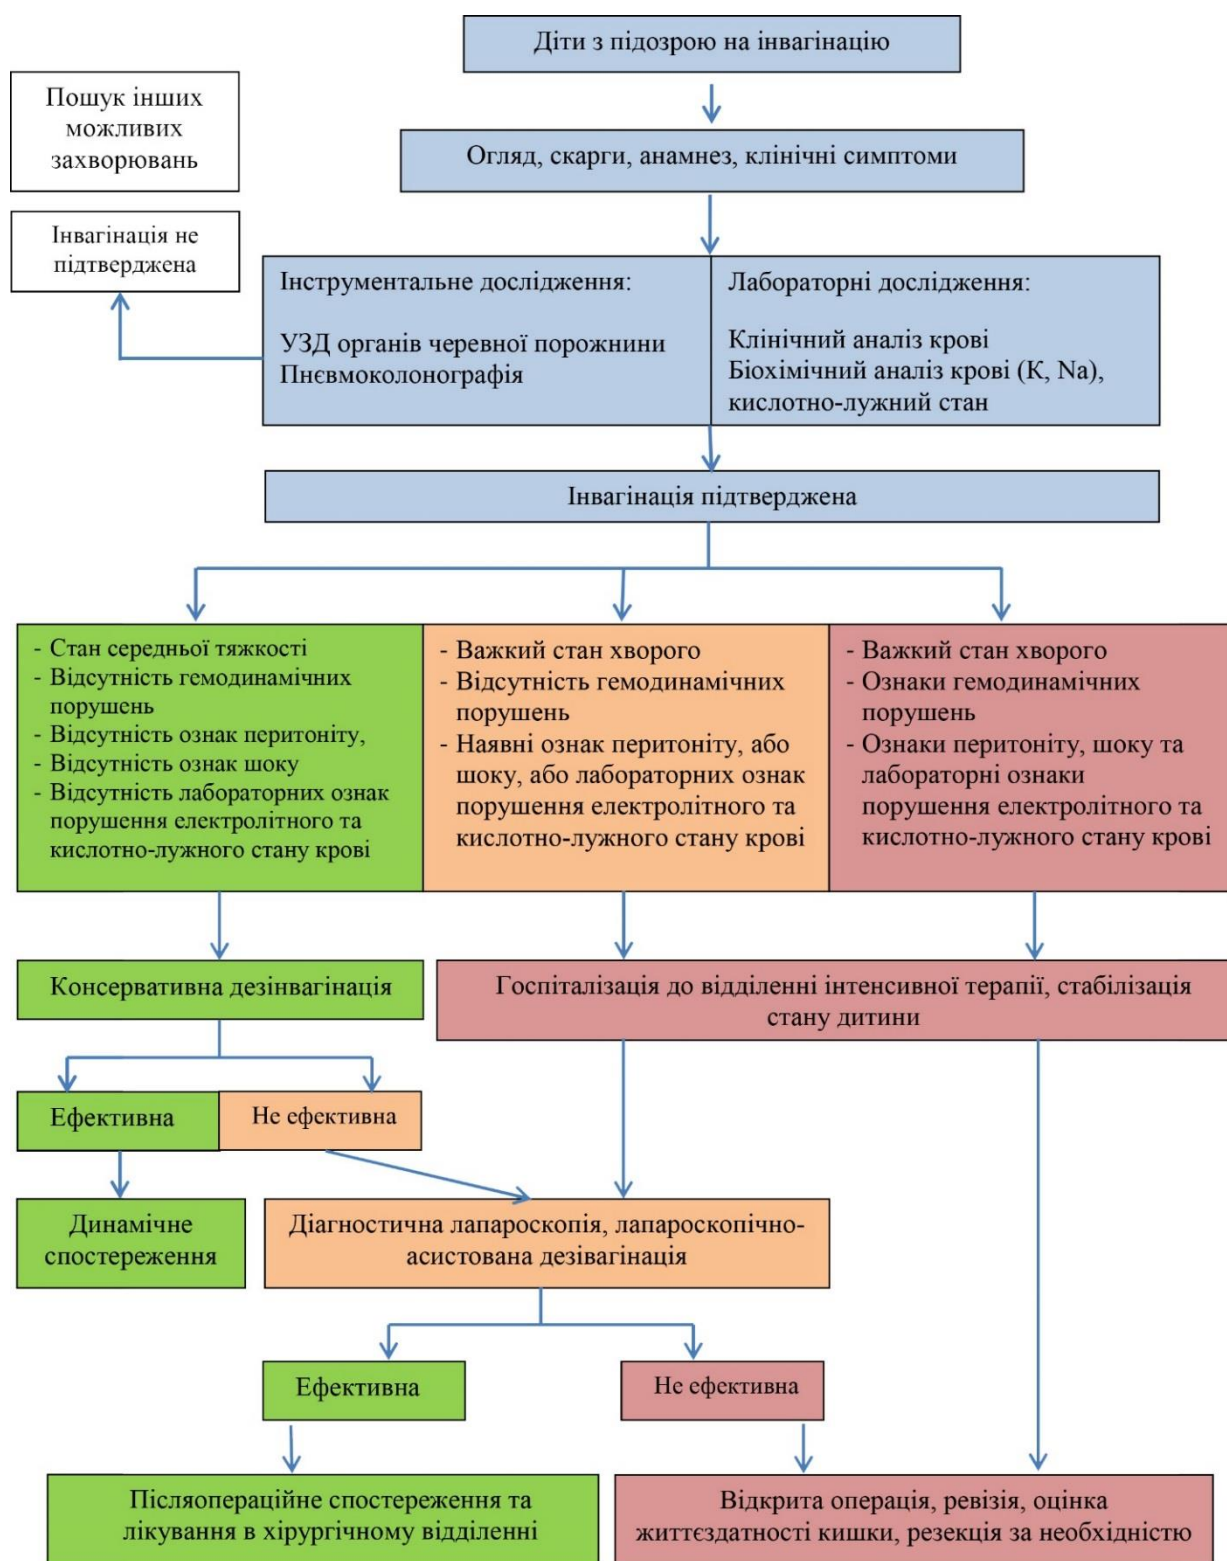 Діти з підозрою на інвагінацію
Пошук інших
можливих
захворювань
Огляд, скарги, анамнез, клінічні симптоми
Інвагінація не
підтверджена
Інструментальне дослідження:
УЗД органів черевної порожнини
Пнєвмоколонографія
Лабораторні дослідження:
Клінічний аналіз крові
Біохімічний аналіз крові (К, Na),
кислотно-лужний стан
Інвагінація підтверджена
- Стан середньої тяжкості
- Відсутність гемодинамічних
порушень
- Відсутність ознак перитоніту,
- Відсутність ознак шоку
- Відсутність лабораторних ознак
порушення електролітного та
кислотно-лужного стану крові
- Важкий стан хворого
- Відсутність гемодинамічних
порушень
- Наявні ознак перитоніту, або
шоку, або лабораторних ознак
порушення електролітного та
кислотно-лужного стану крові
- Важкий стан хворого
- Ознаки гемодинамічних
порушень
- Ознаки перитоніту, шоку та
лабораторні ознаки
порушення електролітного та
кислотно-лужного стану крові
Консервативна дезінвагінація
Госпіталізація до відділенні інтенсивної терапії, стабілізація
стану дитини
Ефективна
Не ефективна
Динамічне
спостереження
Діагностична лапароскопія, лапароскопічно-
асистована дезівагінація
Ефективна
Не ефективна
Післяопераційне спостереження та
лікування в хірургічному відділенні
Відкрита операція, ревізія, оцінка
життєздатності кишки, резекція за необхідністю